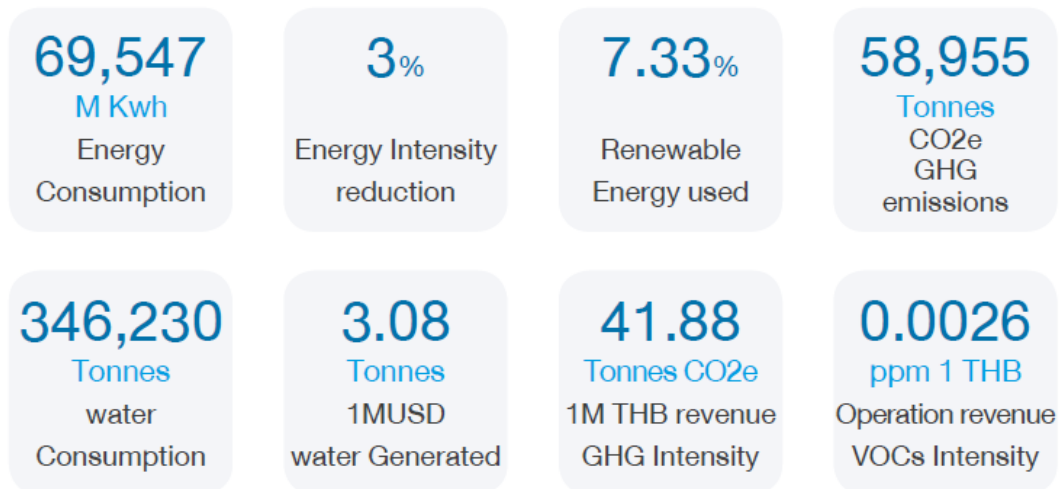 69,547
M Kwh
Energy
Consumption
3%
Energy Intensity
reduction
7.33%
Renewable
Energy used
58,955
Tonnes
CO2e
GHG
emissions
346,230
Tonnes
water
Consumption
3.08
Tonnes
1MUSD
water Generated
41.88
Tonnes CO2e
1M THB revenue
GHG Intensity
0.0026
ppm 1 THB
Operation revenue
VOCs Intensity